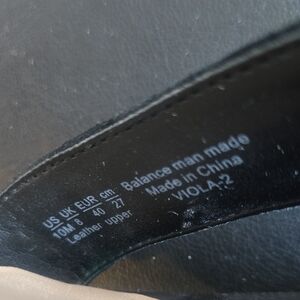 US UK EUR cm
10M 8 40 27
Leather upper
Balance man made
Made in China
VIOLA-2